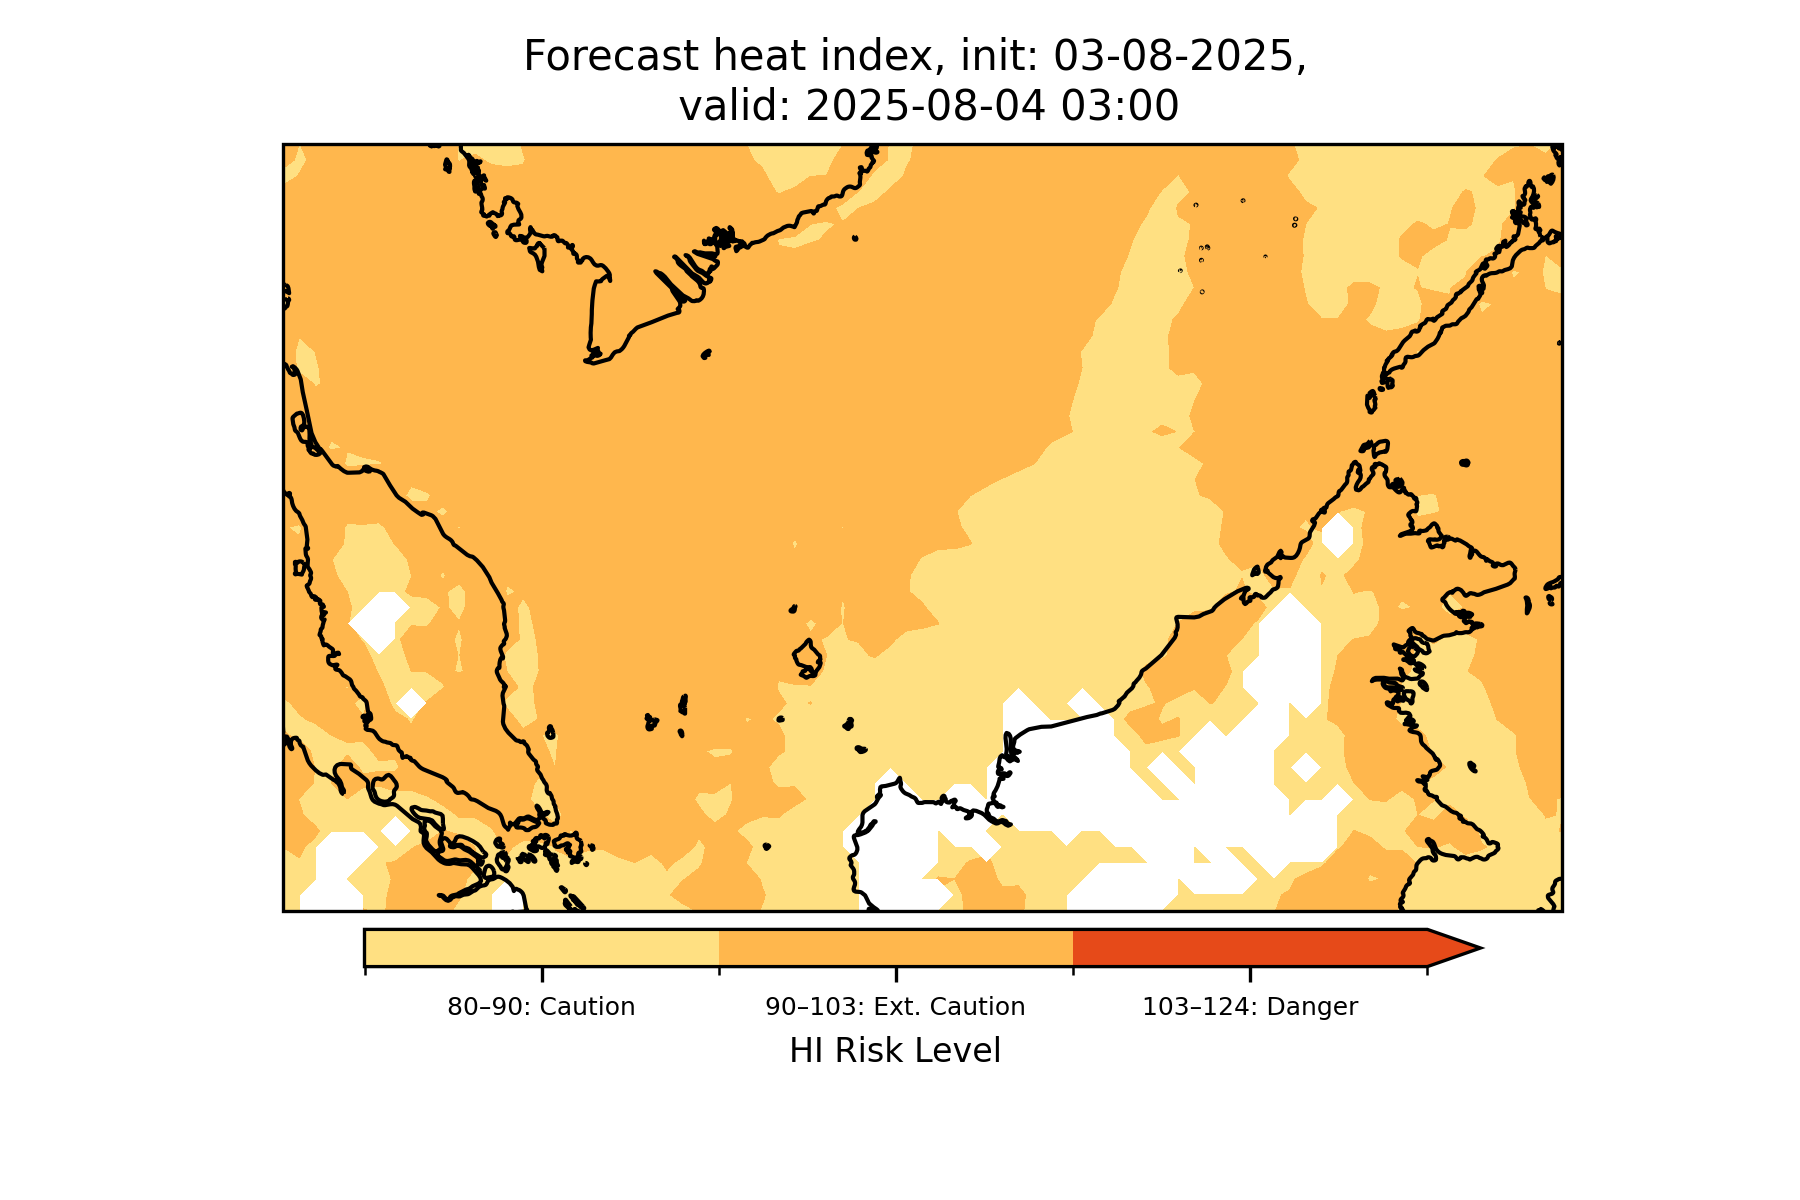 Forecast heat index, init: 03-08-2025,
valid: 2025-08-04 03:00
80–90: Caution
90–103: Ext. Caution
103–124: Danger
HI Risk Level